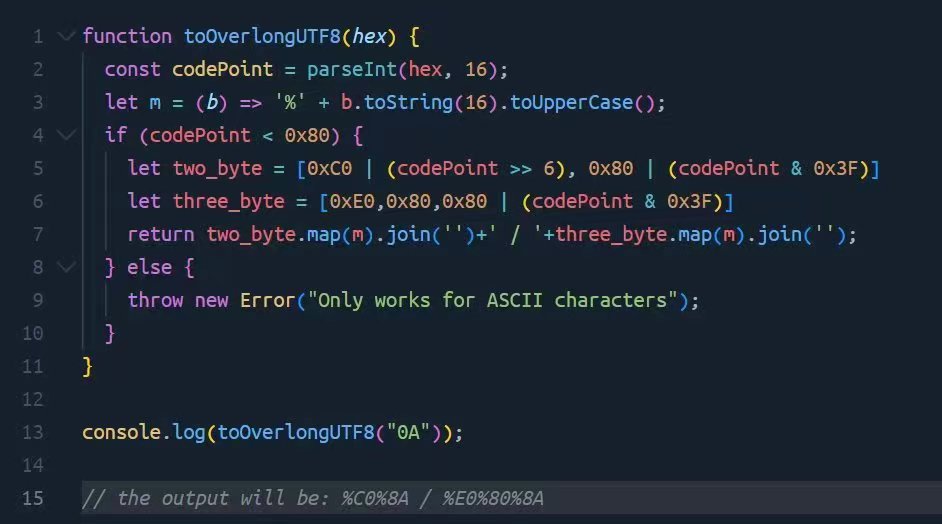 1 function toOverlongUTF8(hex) {
2 const codePoint = parseInt(hex, 16);
3 let m = (b) => '%' + b.toString(16).toUpperCase();
4 if (codePoint < 0x80) {
5 let two_byte = [0xC0 | (codePoint >> 6), 0x80 | (codePoint & 0x3F)]
6 let three_byte = [0xE0,0x80,0x80 | (codePoint & 0x3F)]
7 return two_byte.map(m).join('')+' / '+three_byte.map(m).join('');
8 } else {
9 throw new Error("Only works for ASCII characters");
10 }
11 }
12
13 console.log(toOverlongUTF8("0A"));
14
15 // the output will be: %C0%8A / %E0%80%8A